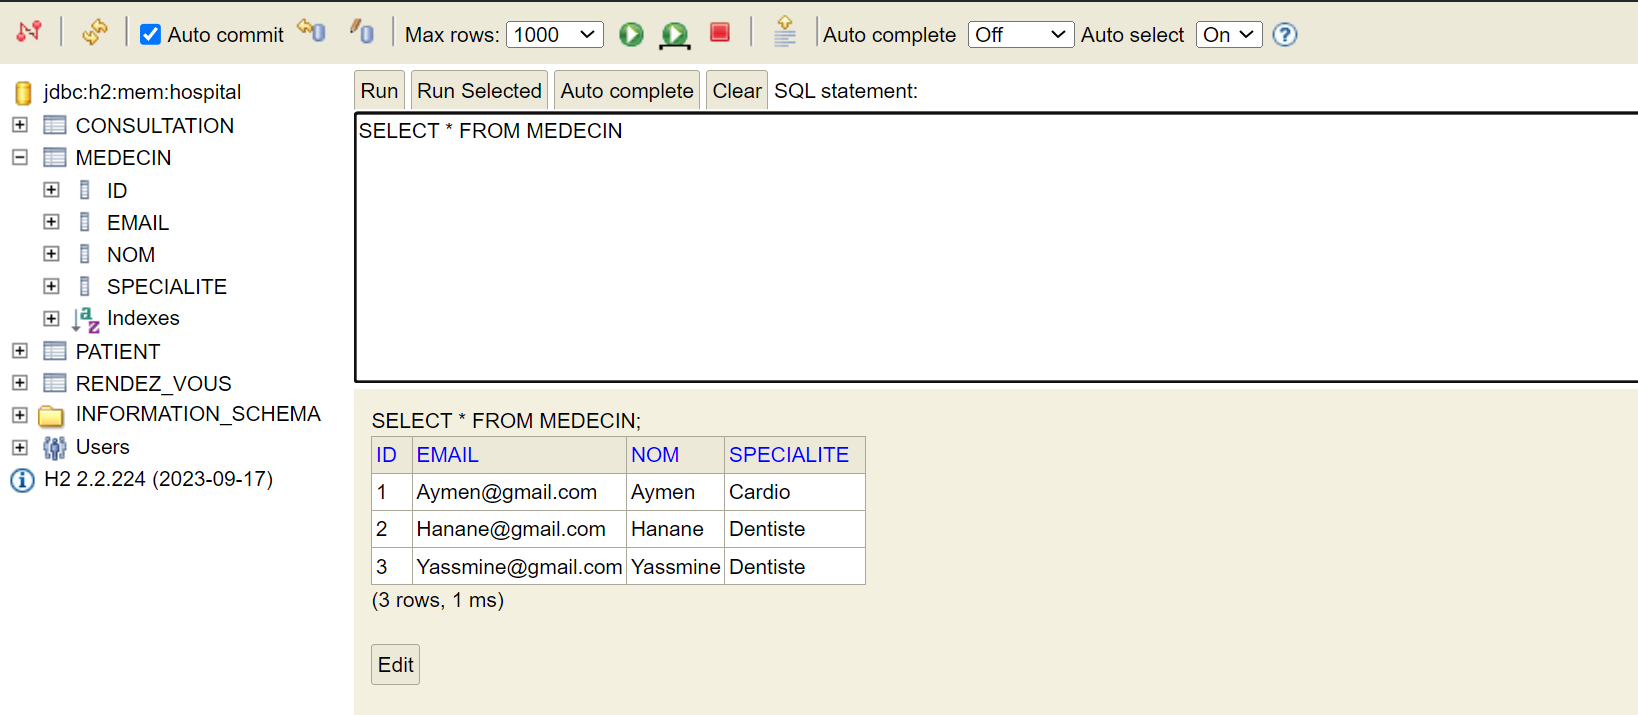 Auto commit Max rows: 1000 Auto complete Off Auto select On ?
jdbc:h2:mem:hospital
CONSULTATION
MEDECIN
ID
EMAIL
NOM
SPECIALITE
Indexes
PATIENT
RENDEZ_VOUS
INFORMATION_SCHEMA
Users
H2 2.2.224 (2023-09-17)
Run Run Selected Auto complete Clear SQL statement:
SELECT * FROM MEDECIN
SELECT * FROM MEDECIN;
ID EMAIL NOM SPECIALITE
1 Aymen@gmail.com Aymen Cardio
2 Hanane@gmail.com Hanane Dentiste
3 Yassmine@gmail.com Yassmine Dentiste
(3 rows, 1 ms)
Edit